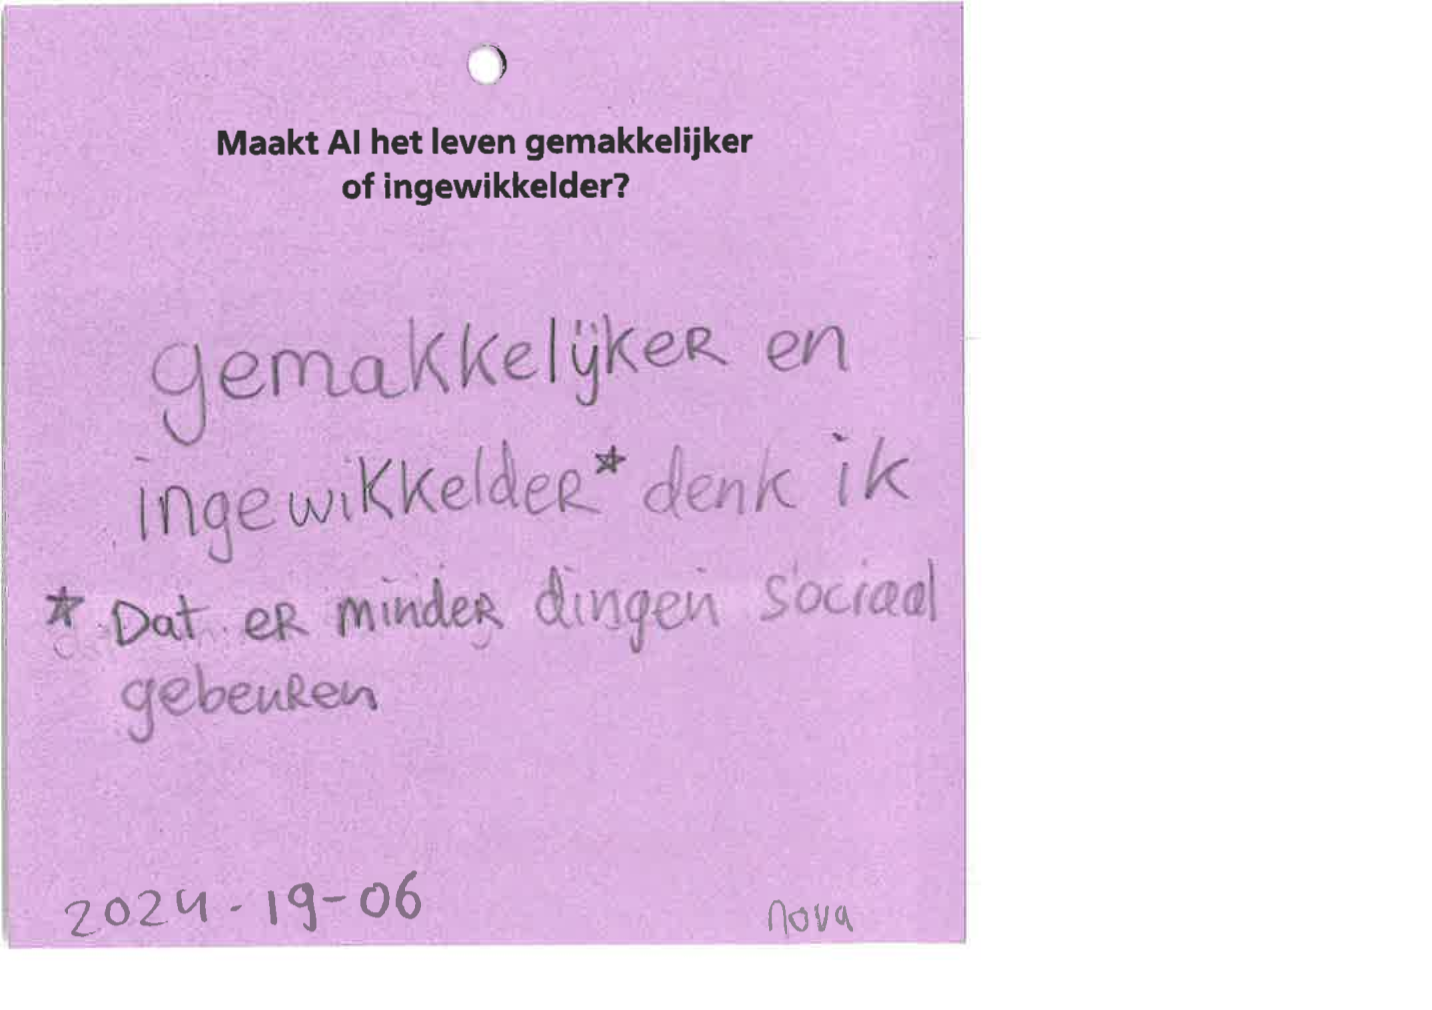 Maakt AI het leven gemakkelijker
of ingewikkelder?
gemakkelijker en
ingewikkelder* denk ik
* Dat er minder dingen sociaal
gebeuren
2024-19-06
nova